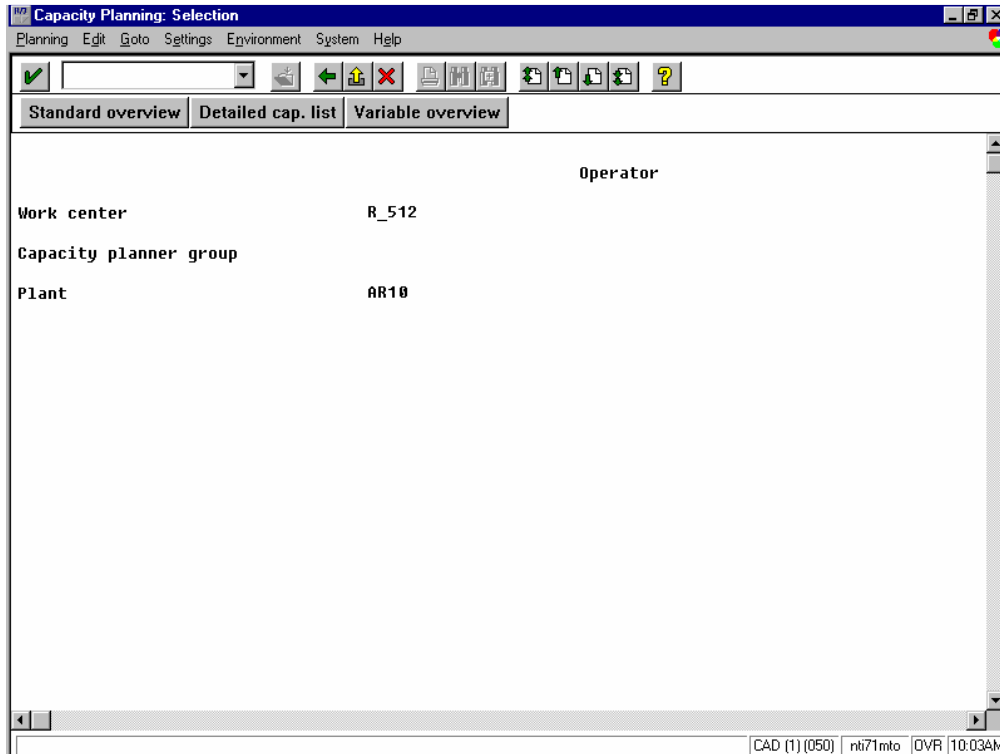 Capacity Planning: Selection
Planning Edit Goto Settings Environment System Help
Standard overview Detailed cap. list Variable overview
Operator
Work center R_512
Capacity planner group
Plant AR10
CAD (1) (050) nti71mto OVR 10:03AM